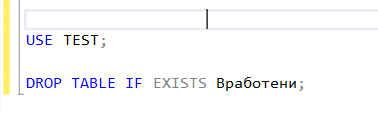 USE TEST;
DROP TABLE IF EXISTS Вработени;